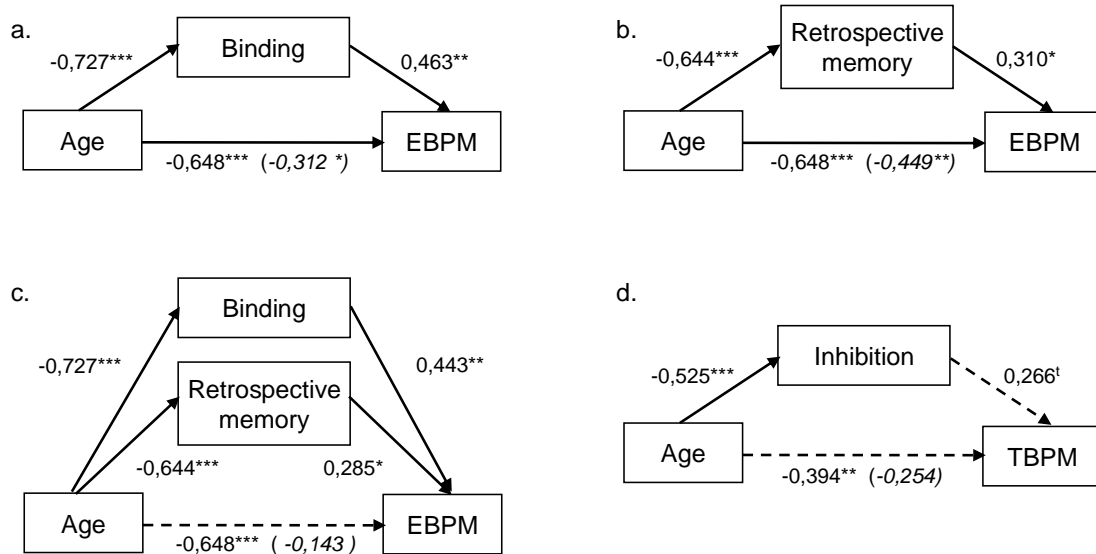 a.
Binding
-0,727***
0,463**
Age
EBPM
-0,648*** (-0,312 *)
b.
Retrospective
memory
-0,644***
0,310*
Age
EBPM
-0,648*** (-0,449**)
c.
Binding
-0,727***
0,443**
Retrospective
memory
-0,644***
0,285*
Age
EBPM
-0,648*** ( -0,143 )
d.
Inhibition
-0,525***
0,266ᵗ
Age
TBPM
-0,394** (-0,254)